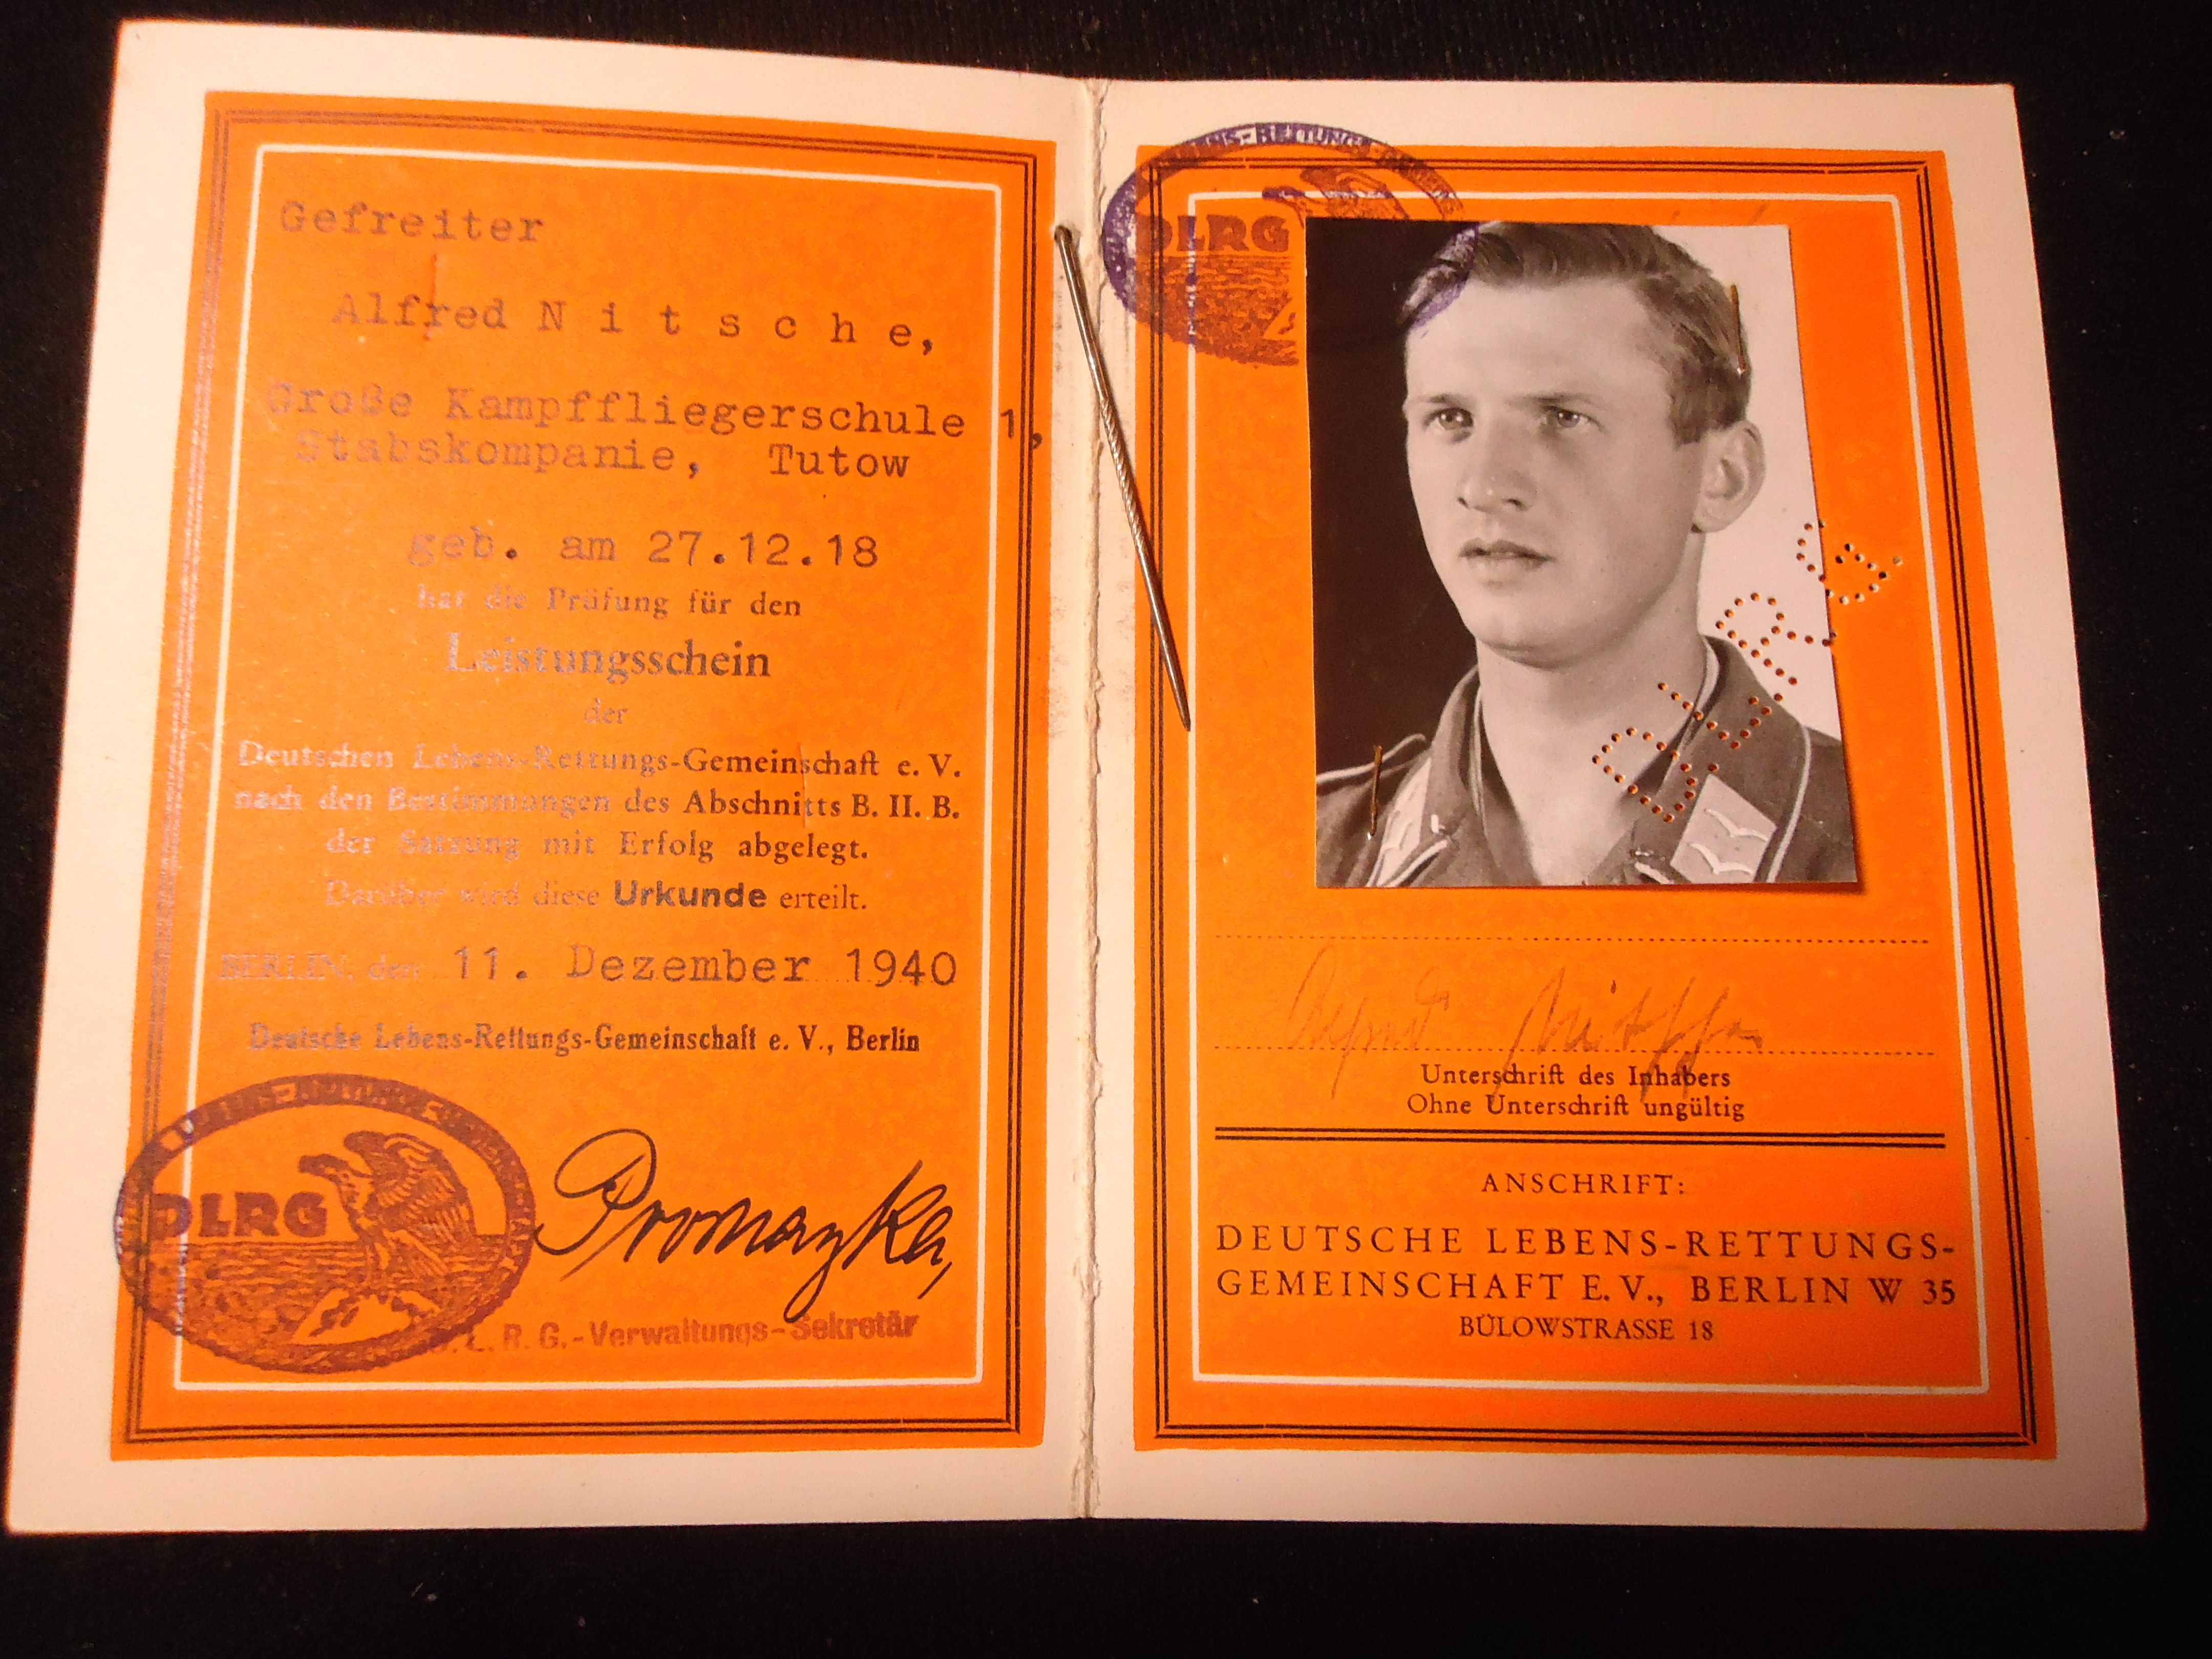 Gefreiter
Alfred N i t s c h e,
Große Kampffliegerschule 1,
Stabskompanie, Tutow
geb. am 27.12.18
hat die Prüfung für den
Leistungsschein
der
Deutschen Lebens-Rettungs-Gemeinschaft e. V.
nach den Bestimmungen des Abschnitts B. II. B.
der Satzung mit Erfolg abgelegt.
Darüber wird diese Urkunde erteilt.
BERLIN, den 11. Dezember 1940
Deutsche Lebens-Rettungs-Gemeinschaft e. V., Berlin
DLRG
L. R. G.-Verwaltungs-Sekretär
DLRG
D.L.R.G.
Alfred Nitsche
Unterschrift des Inhabers
Ohne Unterschrift ungültig
ANSCHRIFT:
DEUTSCHE LEBENS-RETTUNGS-
GEMEINSCHAFT E. V., BERLIN W 35
BÜLOWSTRASSE 18